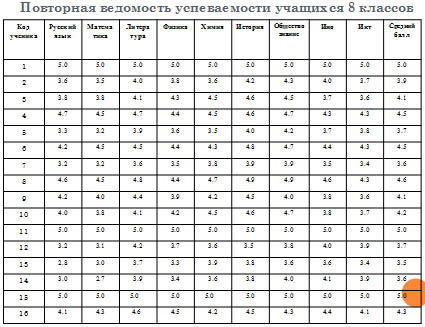 Повторная ведомость успеваемости учащихся 8 классов
Код ученика Русский язык Матема тика Литера тура Физика Химия История Общество знание Ино Икт Средний балл
1 5.0 5.0 5.0 5.0 5.0 5.0 5.0 5.0 5.0 5.0
2 3.6 3.5 4.0 3.8 3.6 4.2 4.3 4.0 3.7 3.9
3 3.8 3.8 4.1 4.3 4.5 4.6 4.5 3.7 3.6 4.1
4 4.7 4.5 4.7 4.4 4.5 4.6 4.7 4.3 4.3 4.5
5 3.3 3.2 3.9 3.6 3.5 4.0 4.2 3.7 3.8 3.7
6 4.2 4.5 4.5 4.4 4.3 4.8 4.7 4.4 4.3 4.5
7 3.2 3.2 3.6 3.5 3.8 3.9 3.9 3.5 3.4 3.6
8 4.6 4.5 4.8 4.4 4.7 4.9 4.9 4.6 4.3 4.6
9 4.2 4.0 4.4 3.9 4.2 4.5 4.0 3.8 3.6 4.1
10 4.0 3.8 4.1 4.2 4.5 4.6 4.7 3.8 3.7 4.2
11 5.0 5.0 5.0 5.0 5.0 5.0 5.0 5.0 5.0 5.0
12 3.2 3.1 4.2 3.7 3.6 3.5 3.8 4.0 3.9 3.7
13 2.8 3.0 3.7 3.3 3.9 3.8 3.6 3.6 3.4 3.5
14 3.0 2.7 3.9 3.4 3.6 3.8 4.0 4.1 3.9 3.6
15 5.0 5.0 5.0 5.0 5.0 5.0 5.0 5.0 5.0 5.0
16 4.1 4.3 4.6 4.5 4.2 4.5 4.3 4.4 4.1 4.3